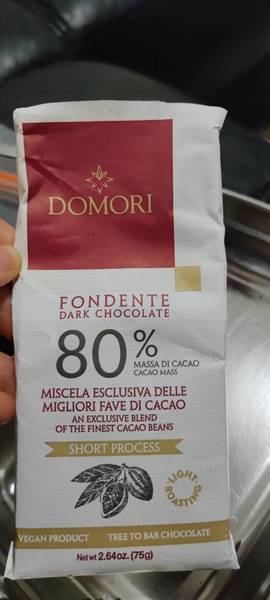 DOMORI
FONDENTE
DARK CHOCOLATE
80%
MASSA DI CACAO
CACAO MASS
MISCELA ESCLUSIVA DELLE
MIGLIORI FAVE DI CACAO
AN EXCLUSIVE BLEND
OF THE FINEST CACAO BEANS
SHORT PROCESS
LIGHT
ROASTING
VEGAN PRODUCT
TREE TO BAR CHOCOLATE
Net wt 2.64oz. (75g)